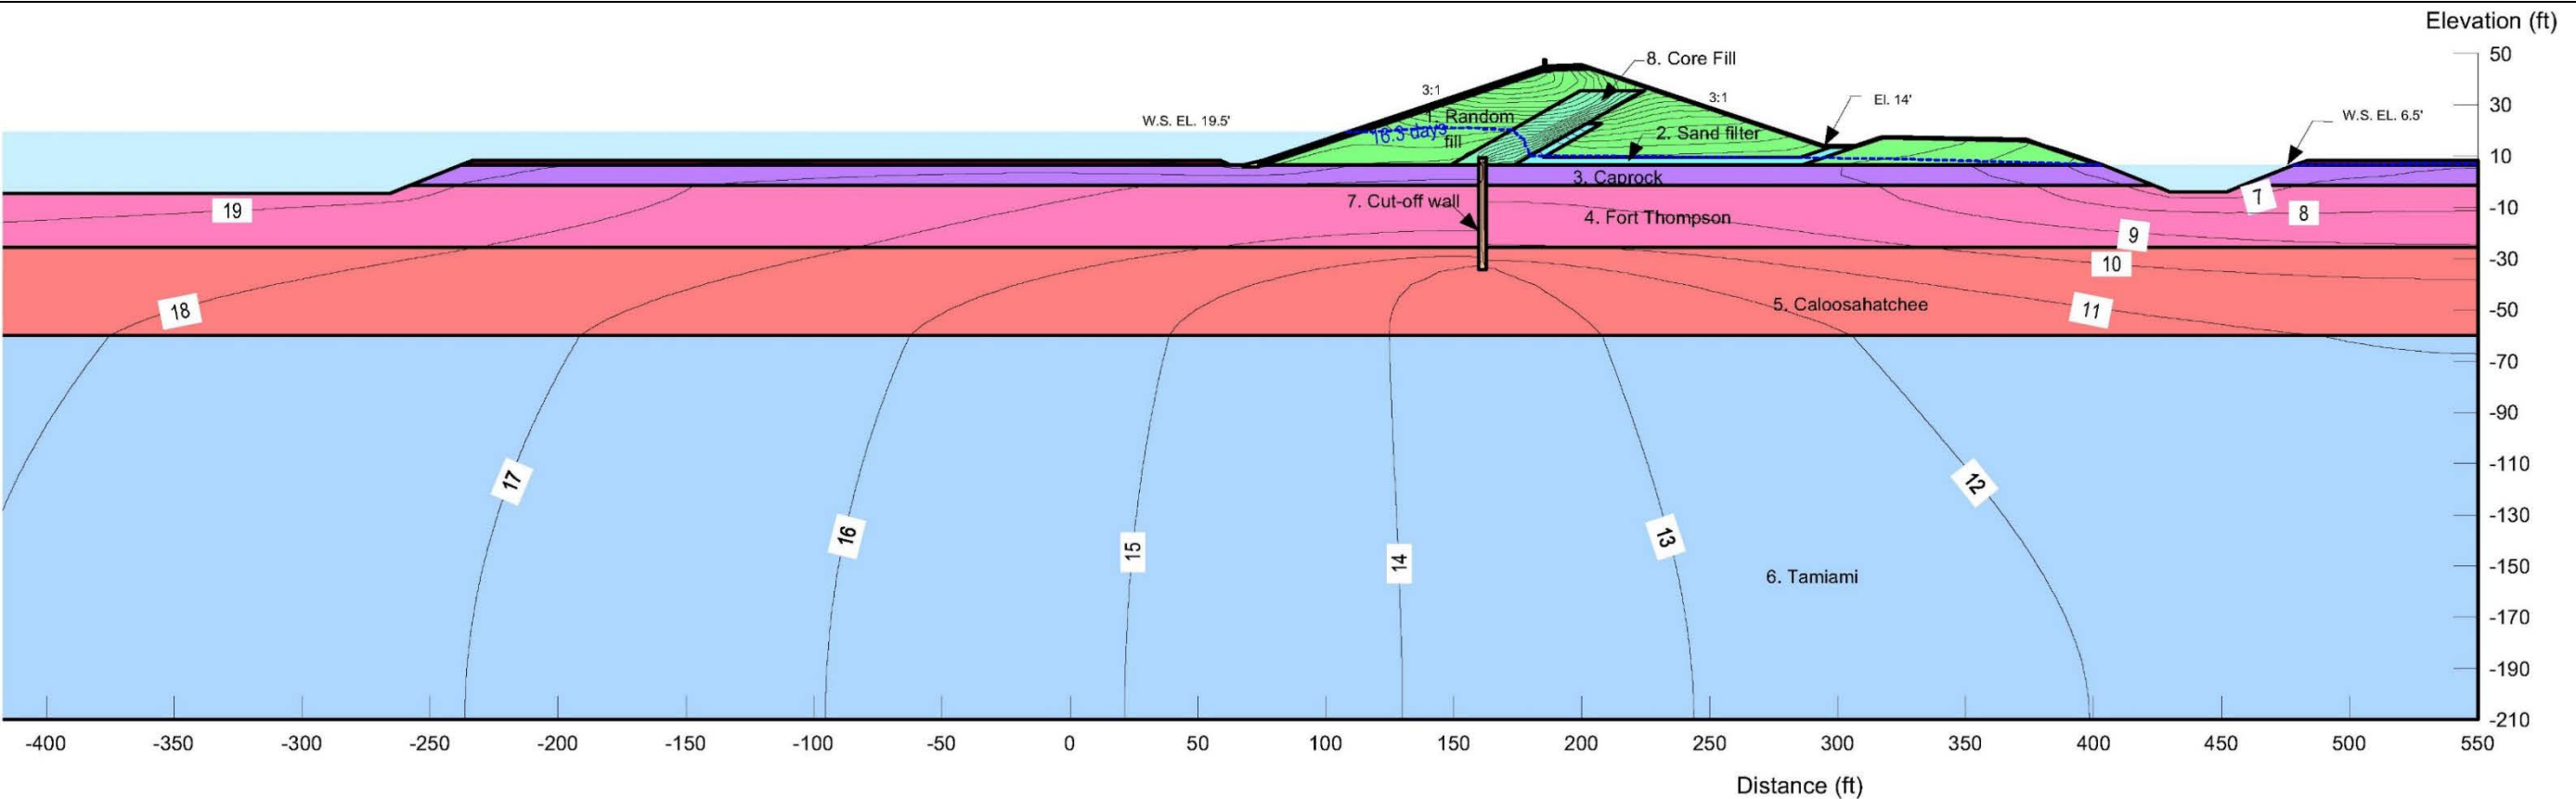 Elevation (ft)
50
8. Core Fill
3:1
3:1
El. 14'
30
W.S. EL. 19.5'
1. Random
fill
16.3 days
2. Sand filter
W.S. EL. 6.5'
10
3. Caprock
7. Cut-off wall
4. Fort Thompson
19
7
8
-10
9
10
-30
18
5. Caloosahatchee
11
-50
-70
-90
17
12
-110
16
15
14
13
-130
6. Tamiami
-150
-170
-190
-210
-400 -350 -300 -250 -200 -150 -100 -50 0 50 100 150 200 250 300 350 400 450 500 550
Distance (ft)